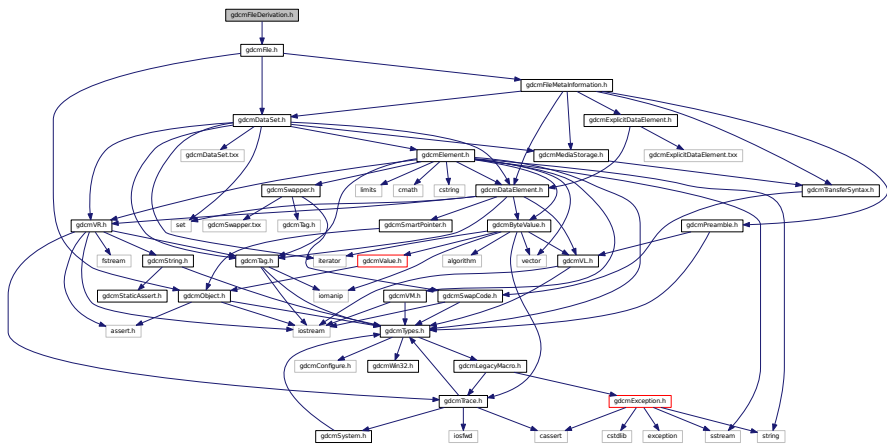 gdcmFileDerivation.h
gdcmFile.h
gdcmFileMetaInformation.h
gdcmDataSet.h
gdcmExplicitDataElement.h
gdcmDataSet.txx
gdcmElement.h
gdcmMediaStorage.h
gdcmExplicitDataElement.txx
gdcmSwapper.h
limits
cmath
cstring
gdcmDataElement.h
gdcmTransferSyntax.h
gdcmVR.h
set
gdcmSwapper.txx
gdcmTag.h
gdcmSmartPointer.h
gdcmByteValue.h
gdcmPreamble.h
fstream
gdcmString.h
gdcmTag.h
iterator
gdcmValue.h
algorithm
vector
gdcmVL.h
gdcmStaticAssert.h
gdcmObject.h
iomanip
gdcmVM.h
gdcmSwapCode.h
assert.h
iostream
gdcmTypes.h
gdcmConfigure.h
gdcmWin32.h
gdcmLegacyMacro.h
gdcmTrace.h
gdcmException.h
gdcmSystem.h
iosfwd
cassert
cstdlib
exception
sstream
string